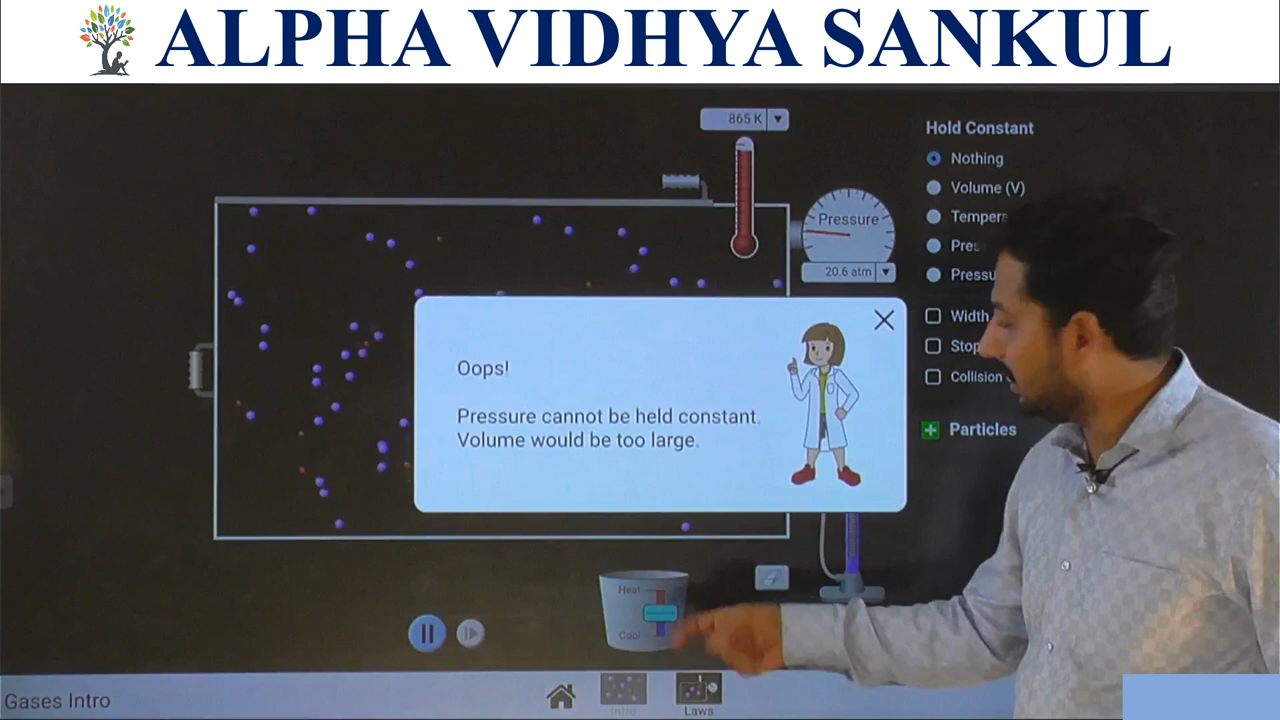 ALPHA VIDHYA SANKUL
865 K
Hold Constant
Nothing
Volume (V)
Pressure
20.6 atm
Width
Collision
Particles
Oops!
Pressure cannot be held constant.
Volume would be too large.
Heat
Cool
Gases Intro
Intro
Laws